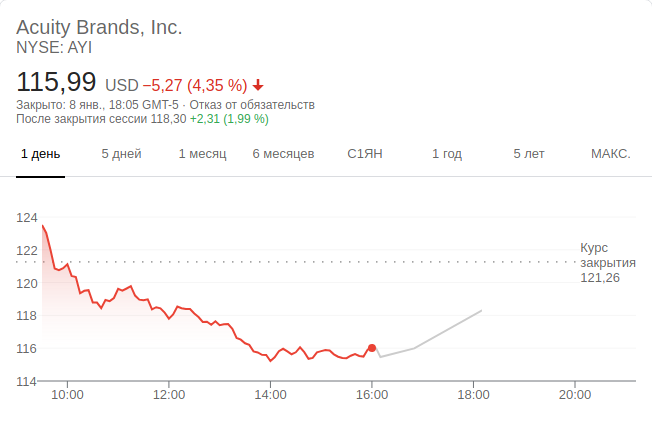 Acuity Brands, Inc.
NYSE: AYI
115,99 USD −5,27 (4,35 %)
Закрыто: 8 янв., 18:05 GMT-5 · Отказ от обязательств
После закрытия сессии 118,30 +2,31 (1,99 %)
1 день 5 дней 1 месяц 6 месяцев С1ЯН 1 год 5 лет МАКС.
124
122
120
118
116
114
Курс
закрытия
121,26
10:00 12:00 14:00 16:00 18:00 20:00